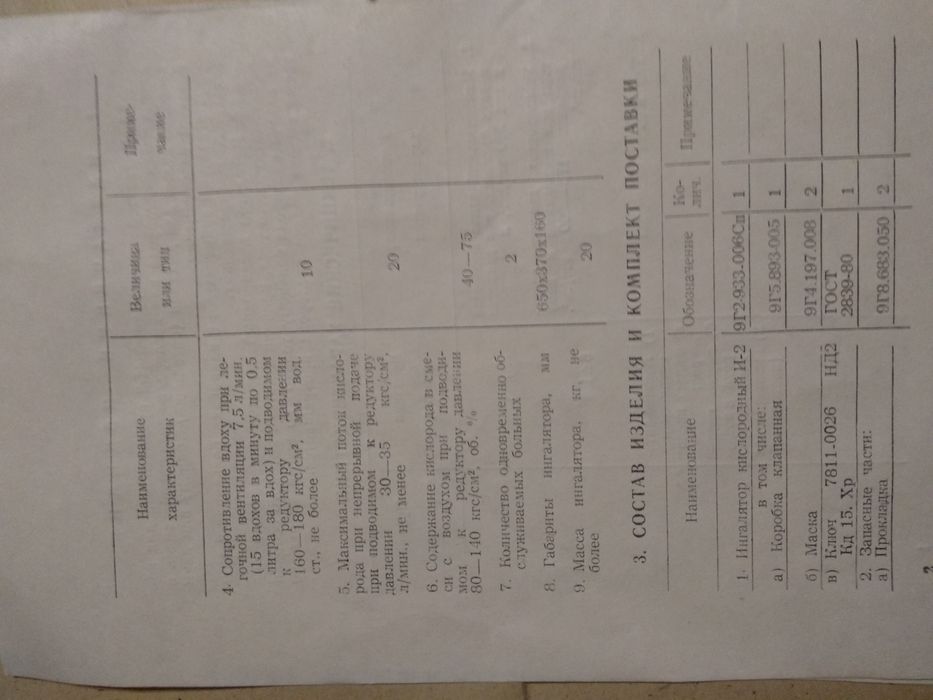 Наименование характеристик Величина или тип Приме- чание
4. Сопротивление вдоху при ле-
гочной вентиляции 7,5 л/мин.
(15 вдохов в минуту по 0,5
литра за вдох) и подводимом
к редуктору давлении
160—180 кгс/см², мм вод.
ст., не более 10
5. Максимальный поток кисло-
рода при непрерывной подаче
при подводимом к редуктору
давлении 30—35 кгс/см²,
л/мин., не менее 20
6. Содержание кислорода в сме-
си с воздухом при подводи-
мом к редуктору давлении
80—140 кгс/см², об. % 40—75
7. Количество одновременно об-
служиваемых больных 2
8. Габариты ингалятора, мм 650х370х160
9. Масса ингалятора, кг, не
более 20
3. СОСТАВ ИЗДЕЛИЯ И КОМПЛЕКТ ПОСТАВКИ
Наименование Обозначение Ко- лич. Примечание
1. Ингалятор кислородный И-2 9Г2.933.006Сп 1
в том числе:
а) Коробка клапанная 9Г5.893.005 1
б) Маска 9Г4.197.008 2
в) Ключ 7811-0026 НД2 ГОСТ
Кд 15. Хр 2839-80 1
2. Запасные части:
а) Прокладка 9Г8.683.050 2